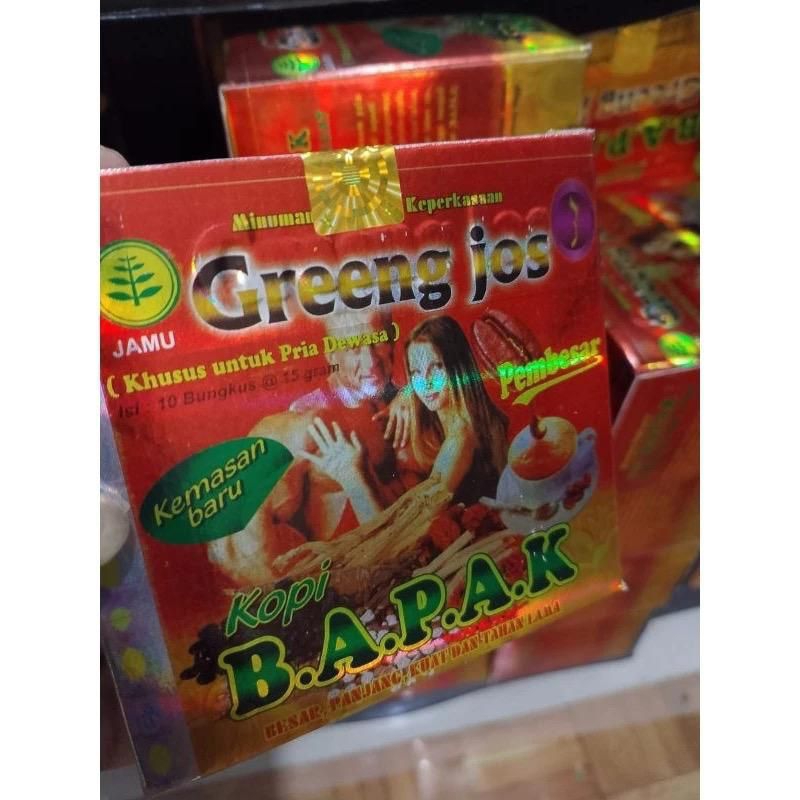 Minuman Keperkasaan
Greeng jos
JAMU
( Khusus untuk Pria Dewasa )
Isi : 10 Bungkus @ 15 gram
Pembesar
Kemasan
baru
Kopi
B.A.P.A.K
BESAR, PANJANG, KUAT DAN TAHAN LAMA